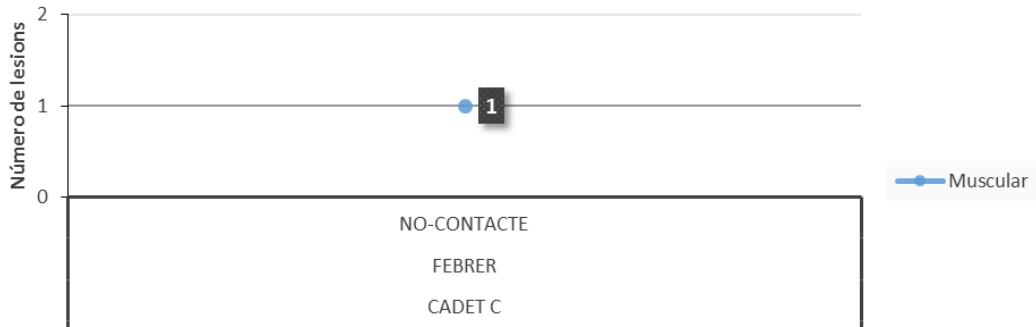 Número de lesions
2
1
0
1
NO-CONTACTE
FEBRER
CADET C
Muscular